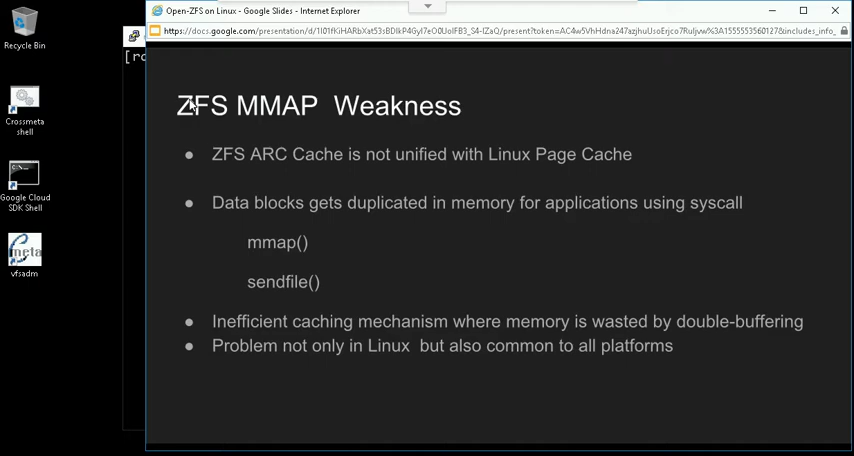 Recycle Bin
Crossmeta
shell
Google Cloud
SDK Shell
vfsadm
Open-ZFS on Linux - Google Slides - Internet Explorer
ZFS MMAP Weakness
● ZFS ARC Cache is not unified with Linux Page Cache
● Data blocks gets duplicated in memory for applications using syscall
mmap()
sendfile()
● Inefficient caching mechanism where memory is wasted by double-buffering
● Problem not only in Linux but also common to all platforms